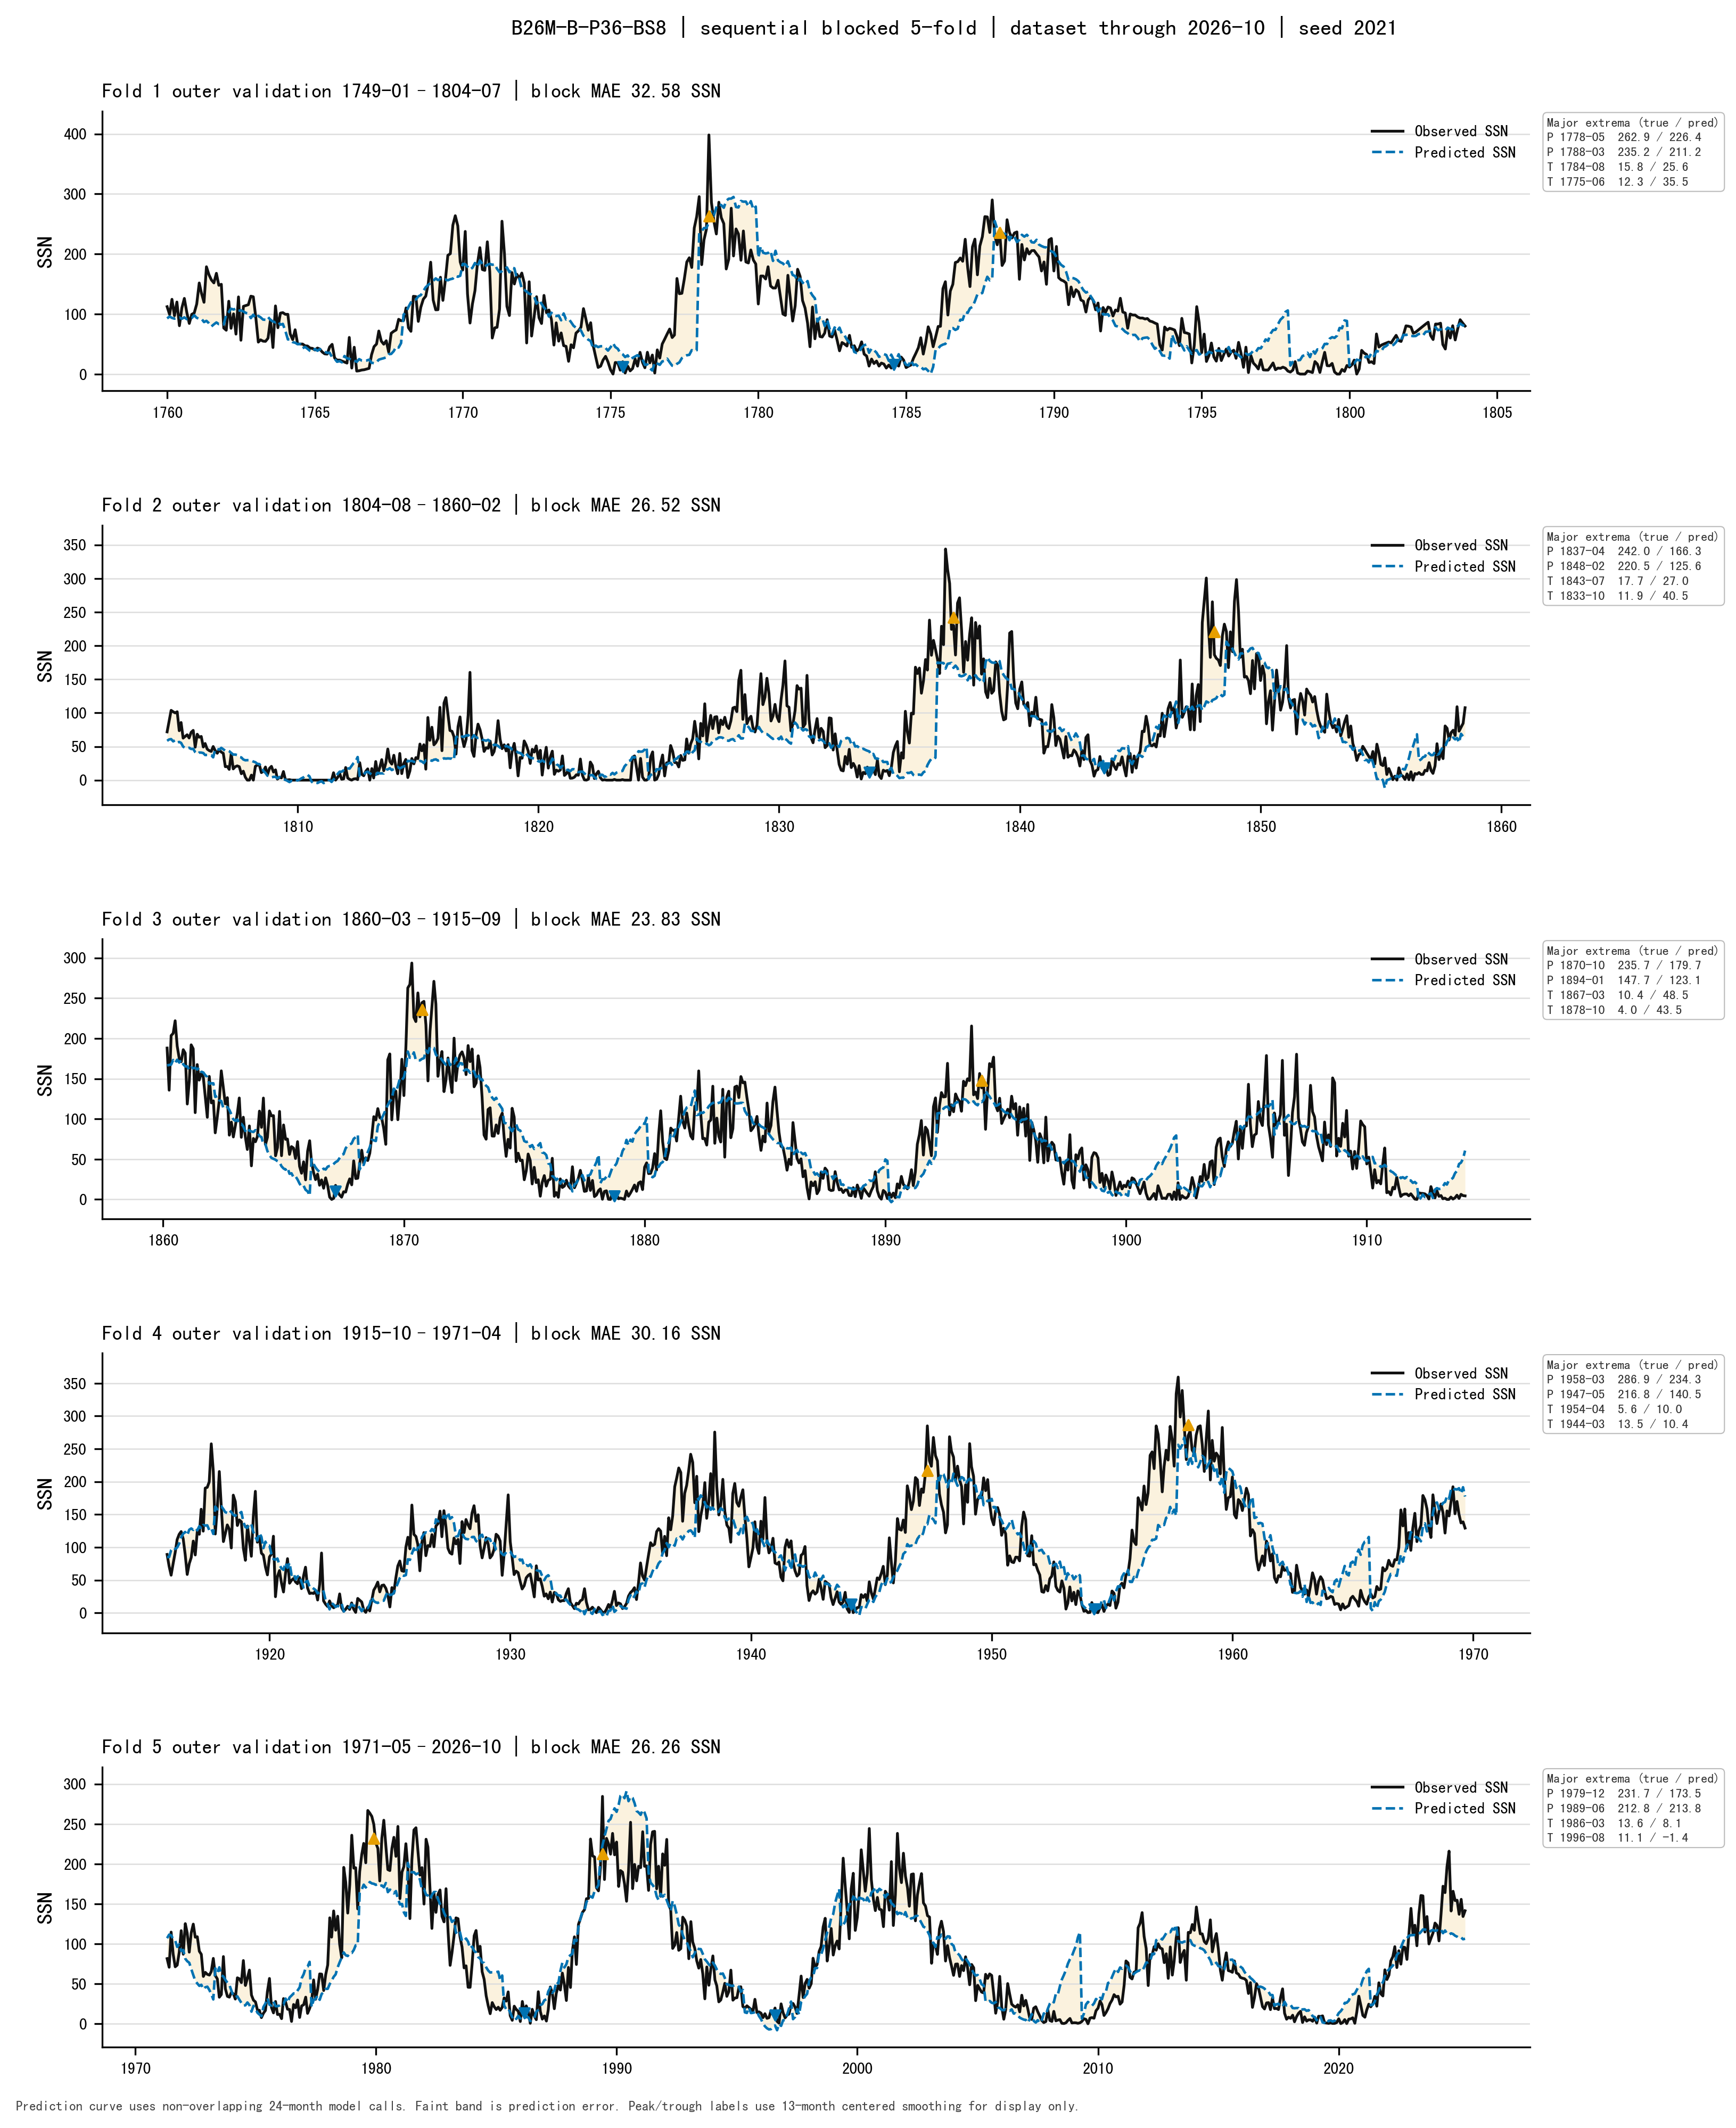 B26M-B-P36-BS8 | sequential blocked 5-fold | dataset through 2026-10 | seed 2021
Fold 1 outer validation 1749-01–1804-07 | block MAE 32.58 SSN
SSN
400
300
200
100
0
1760 1765 1770 1775 1780 1785 1790 1795 1800 1805
Observed SSN
Predicted SSN
Major extrema (true / pred)
P 1778-05 262.9 / 226.4
P 1788-03 235.2 / 211.2
T 1784-08 15.8 / 25.6
T 1775-06 12.3 / 35.5
Fold 2 outer validation 1804-08–1860-02 | block MAE 26.52 SSN
SSN
350
300
250
200
150
100
50
0
1810 1820 1830 1840 1850 1860
Observed SSN
Predicted SSN
Major extrema (true / pred)
P 1837-04 242.0 / 166.3
P 1848-02 220.5 / 125.6
T 1843-07 17.7 / 27.0
T 1833-10 11.9 / 40.5
Fold 3 outer validation 1860-03–1915-09 | block MAE 23.83 SSN
SSN
300
250
200
150
100
50
0
1860 1870 1880 1890 1900 1910
Observed SSN
Predicted SSN
Major extrema (true / pred)
P 1870-10 235.7 / 179.7
P 1894-01 147.7 / 123.1
T 1867-03 10.4 / 48.5
T 1878-10 4.0 / 43.5
Fold 4 outer validation 1915-10–1971-04 | block MAE 30.16 SSN
SSN
350
300
250
200
150
100
50
0
1920 1930 1940 1950 1960 1970
Observed SSN
Predicted SSN
Major extrema (true / pred)
P 1958-03 286.9 / 234.3
P 1947-05 216.8 / 140.5
T 1954-04 5.6 / 10.0
T 1944-03 13.5 / 10.4
Fold 5 outer validation 1971-05–2026-10 | block MAE 26.26 SSN
SSN
300
250
200
150
100
50
0
1970 1980 1990 2000 2010 2020
Observed SSN
Predicted SSN
Major extrema (true / pred)
P 1979-12 231.7 / 173.5
P 1989-06 212.8 / 213.8
T 1986-03 13.6 / 8.1
T 1996-08 11.1 / -1.4
Prediction curve uses non-overlapping 24-month model calls. Faint band is prediction error. Peak/trough labels use 13-month centered smoothing for display only.